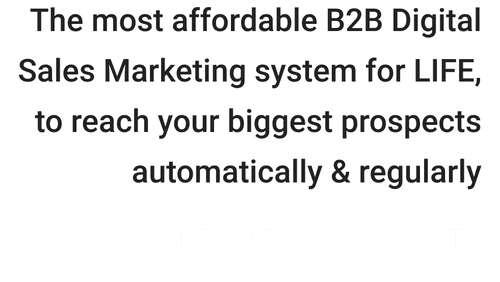 The most affordable B2B Digital
Sales Marketing system for LIFE,
to reach your biggest prospects
automatically & regularly